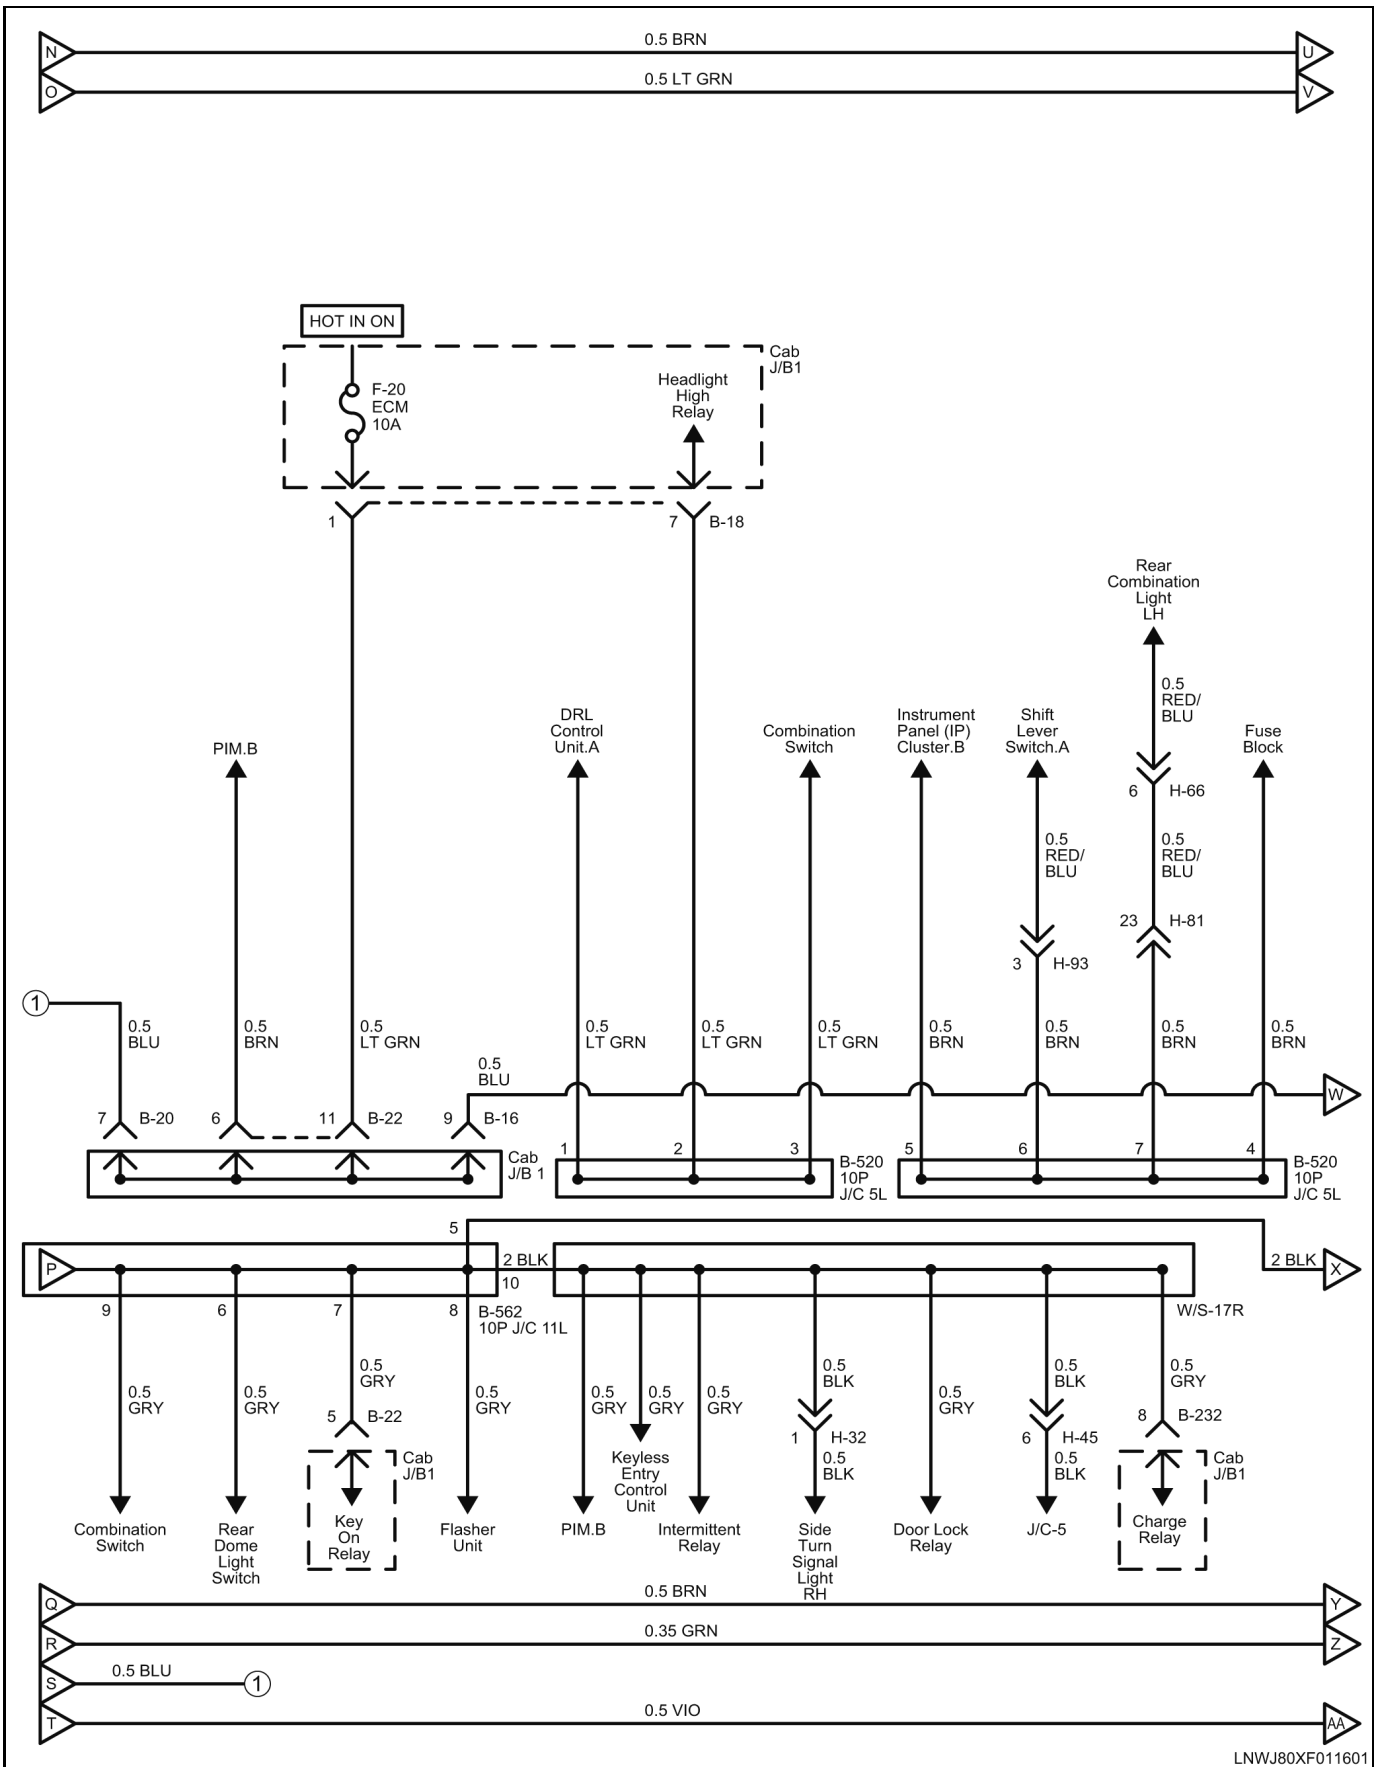 N
0.5 BRN
U
O
0.5 LT GRN
V
HOT IN ON
Cab
J/B1
F-20
ECM
10A
Headlight
High
Relay
1
7
B-18
Rear
Combination
Light
LH
0.5
RED/
BLU
PIM.B
DRL
Control
Unit.A
Combination
Switch
Instrument
Panel (IP)
Cluster.B
Shift
Lever
Switch.A
Fuse
Block
6
H-66
0.5
RED/
BLU
0.5
RED/
BLU
23
H-81
3
H-93
1
0.5
BLU
0.5
BRN
0.5
LT GRN
0.5
LT GRN
0.5
LT GRN
0.5
LT GRN
0.5
BRN
0.5
BRN
0.5
BRN
0.5
BRN
0.5
BLU
W
7
B-20
6
11
B-22
9
B-16
Cab
J/B 1
1
2
3
B-520
10P
J/C 5L
5
6
7
4
B-520
10P
J/C 5L
5
P
2 BLK
10
2 BLK
X
9
6
7
8
B-562
10P J/C 11L
W/S-17R
0.5
GRY
0.5
GRY
0.5
GRY
0.5
GRY
0.5
GRY
0.5
GRY
0.5
GRY
0.5
BLK
0.5
GRY
0.5
BLK
0.5
GRY
5
B-22
1
H-32
6
H-45
8
B-232
Cab
J/B1
Keyless
Entry
Control
Unit
0.5
BLK
0.5
BLK
Cab
J/B1
Combination
Switch
Rear
Dome
Light
Switch
Key
On
Relay
Flasher
Unit
PIM.B
Intermittent
Relay
Side
Turn
Signal
Light
RH
Door Lock
Relay
J/C-5
Charge
Relay
Q
0.5 BRN
Y
R
0.35 GRN
Z
S
0.5 BLU
1
T
0.5 VIO
AA
LNWJ80XF011601